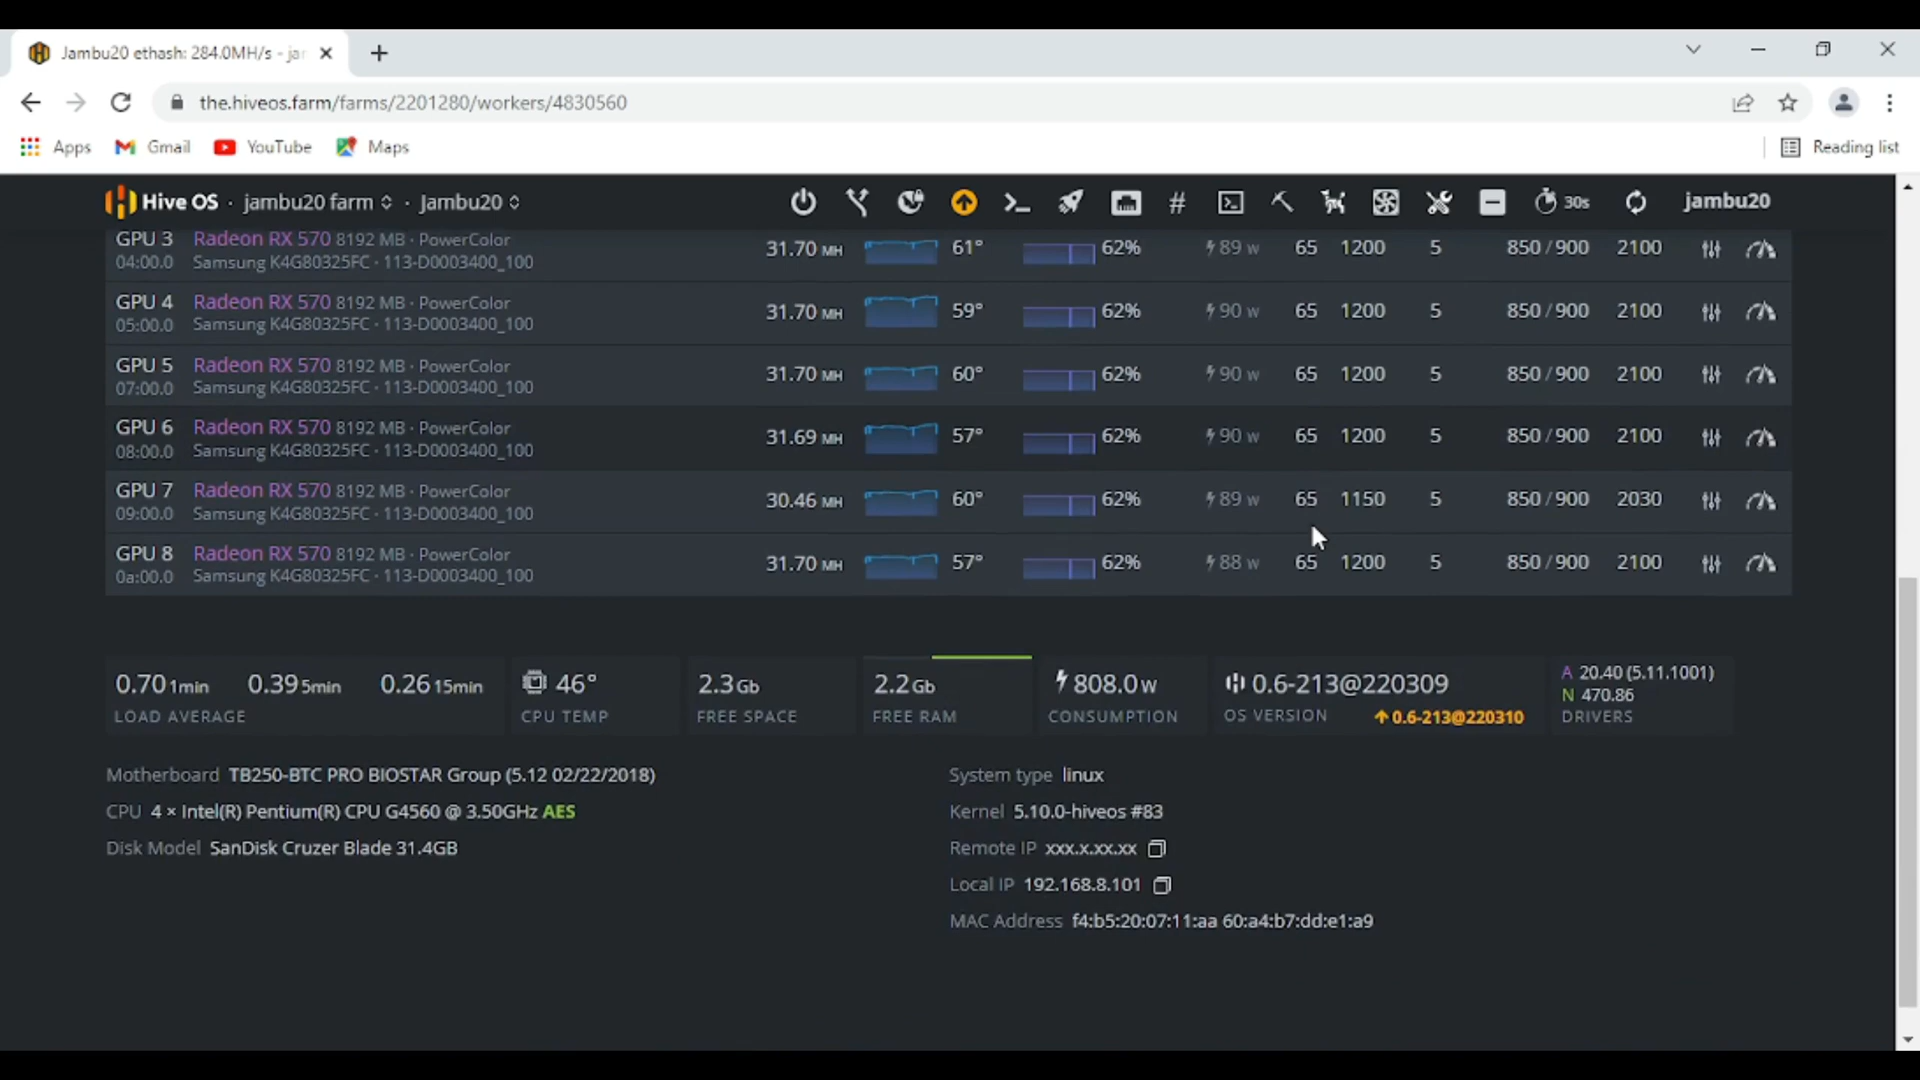 Jambu20 ethash: 284.0MH/s - jar
the.hiveos.farm/farms/2201280/workers/4830560
Apps Gmail YouTube Maps Reading list
Hive OS · jambu20 farm · Jambu20 30s jambu20
GPU 3 Radeon RX 570 8192 MB · PowerColor 31.70 MH 61° 62% 89 W 65 1200 5 850 / 900 2100
04:00.0 Samsung K4G80325FC · 113-D0003400_100
GPU 4 Radeon RX 570 8192 MB · PowerColor 31.70 MH 59° 62% 90 W 65 1200 5 850 / 900 2100
05:00.0 Samsung K4G80325FC · 113-D0003400_100
GPU 5 Radeon RX 570 8192 MB · PowerColor 31.70 MH 60° 62% 90 W 65 1200 5 850 / 900 2100
07:00.0 Samsung K4G80325FC · 113-D0003400_100
GPU 6 Radeon RX 570 8192 MB · PowerColor 31.69 MH 57° 62% 90 W 65 1200 5 850 / 900 2100
08:00.0 Samsung K4G80325FC · 113-D0003400_100
GPU 7 Radeon RX 570 8192 MB · PowerColor 30.46 MH 60° 62% 89 W 65 1150 5 850 / 900 2030
09:00.0 Samsung K4G80325FC · 113-D0003400_100
GPU 8 Radeon RX 570 8192 MB · PowerColor 31.70 MH 57° 62% 88 W 65 1200 5 850 / 900 2100
0a:00.0 Samsung K4G80325FC · 113-D0003400_100
0.70 1min 0.39 5min 0.26 15min 46° 2.3 Gb 2.2 Gb 808.0 W 0.6-213@220309 A 20.40 (5.11.1001)
N 470.86
LOAD AVERAGE CPU TEMP FREE SPACE FREE RAM CONSUMPTION OS VERSION 0.6-213@220310 DRIVERS
Motherboard TB250-BTC PRO BIOSTAR Group (5.12 02/22/2018)
CPU 4 × Intel(R) Pentium(R) CPU G4560 @ 3.50GHz AES
Disk Model SanDisk Cruzer Blade 31.4GB
System type linux
Kernel 5.10.0-hiveos #83
Remote IP xxx.x.xx.xx
Local IP 192.168.8.101
MAC Address f4:b5:20:07:11:aa 60:a4:b7:dd:e1:a9